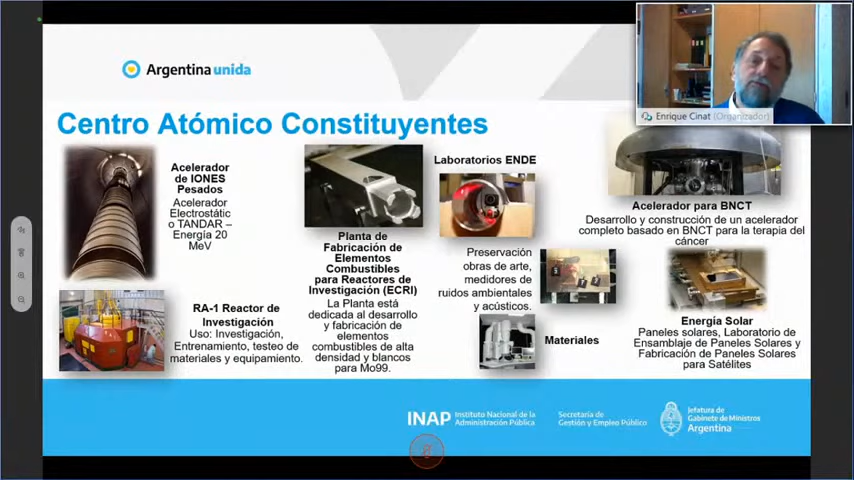 Argentina unida
Enrique Cinat (Organizador)
Centro Atómico Constituyentes
Acelerador
de IONES
Pesados
Acelerador
Electrostátic
o TANDAR –
Energía 20
MeV
RA-1 Reactor de
Investigación
Uso: Investigación,
Entrenamiento, testeo de
materiales y equipamiento.
Planta de
Fabricación de
Elementos
Combustibles
para Reactores de
Investigación (ECRI)
La Planta está
dedicada al desarrollo
y fabricación de
elementos
combustibles de alta
densidad y blancos
para Mo99.
Laboratorios ENDE
Preservación
obras de arte,
medidores de
ruidos ambientales
y acústicos.
Materiales
Acelerador para BNCT
Desarrollo y construcción de un acelerador
completo basado en BNCT para la terapia del
cáncer
Energía Solar
Paneles solares, Laboratorio de
Ensamblaje de Paneles Solares y
Fabricación de Paneles Solares
para Satélites
INAP
Instituto Nacional de la
Administración Pública
Secretaría de
Gestión y Empleo Público
Jefatura de
Gabinete de Ministros
Argentina